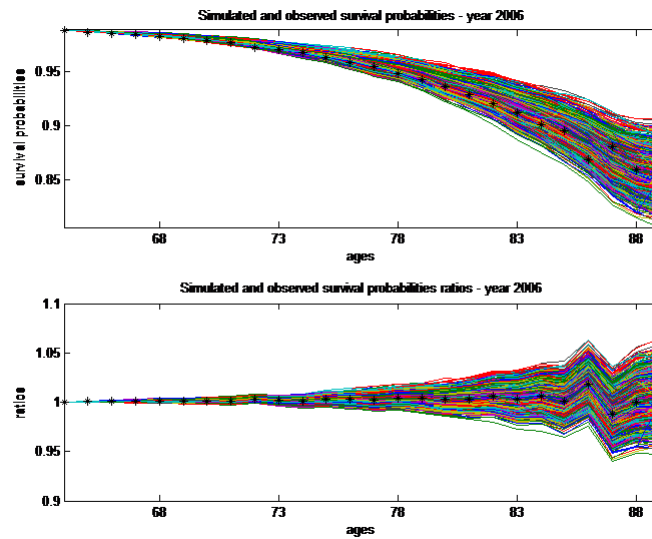 Simulated and observed survival probabilities - year 2006
survival probabilities
0.95
0.9
0.85
68 73 78 83 88
ages
Simulated and observed survival probabilities ratios - year 2006
ratios
1.1
1.05
1
0.95
0.9
68 73 78 83 88
ages